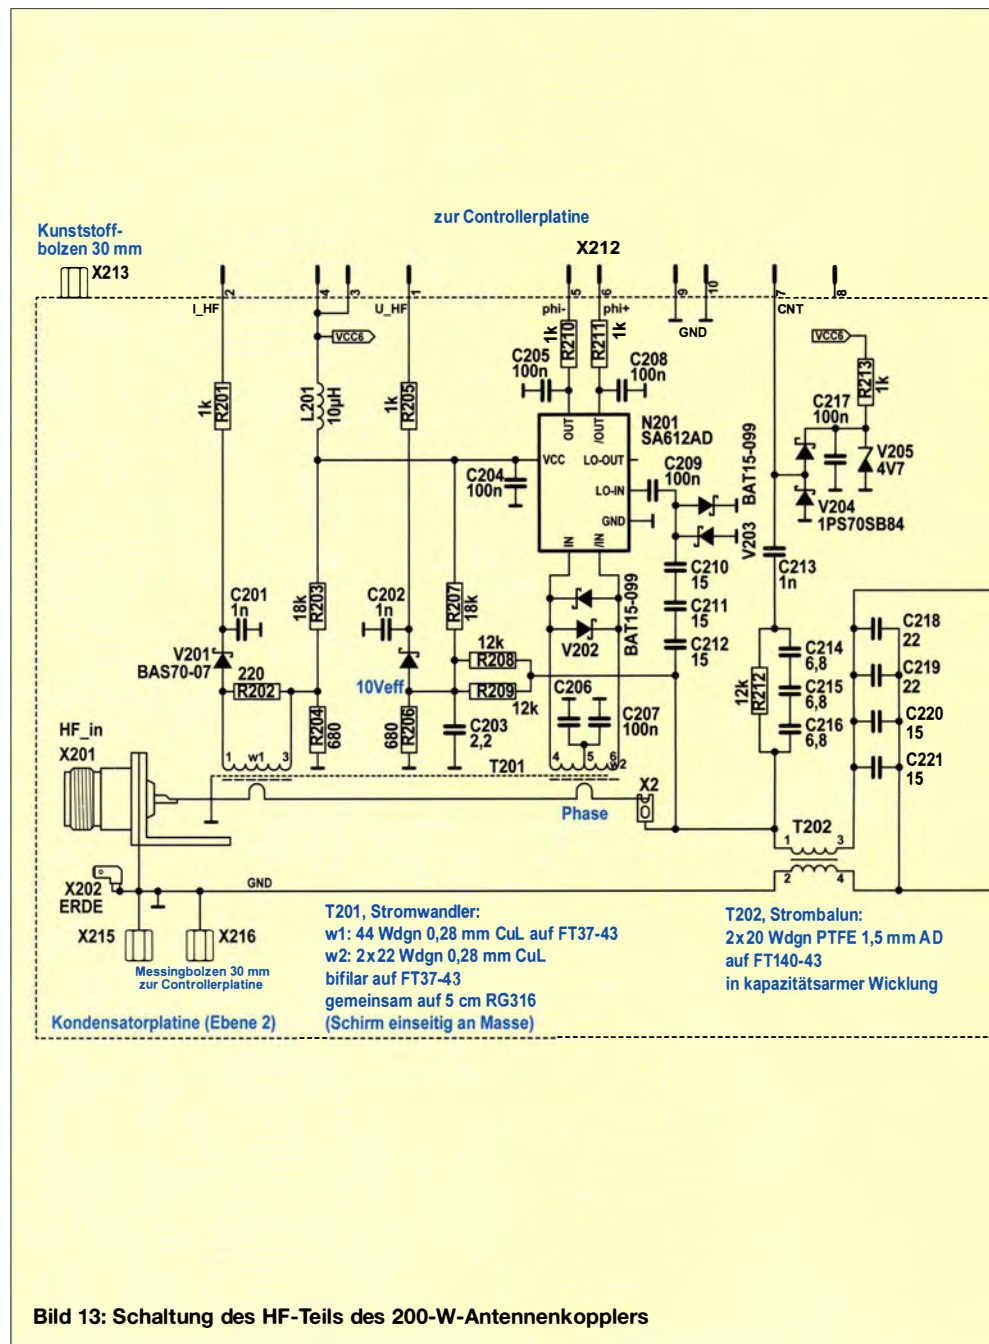 zur Controllerplatine
Kunststoff-
bolzen 30 mm
X213
X212
2
4
3
1
5
6
9
10
7
8
I_HF
U_HF
phi-
phi+
GND
CNT
VCC6
VCC6
1k
R201
L201
10µH
1k
R205
1k
R210
R211
1k
C205
100n
C208
100n
R213
1k
C217
100n
V205
4V7
V204
1PS70SB84
N201
SA612AD
OUT
/OUT
VCC
LO-OUT
LO-IN
GND
IN
/IN
C204
100n
C209
100n
BAT15-099
V203
C213
1n
C210
15
C211
15
C212
15
C201
1n
18k
R203
C202
1n
R207
18k
BAT15-099
V202
V201
BAS70-07
220
R202
10Veff
12k
R208
R209
12k
C206
C207
100n
12k
R212
C214
6,8
C215
6,8
C216
6,8
C218
22
C219
22
C220
15
C221
15
R204
680
680
R206
C203
2,2
HF_in
X201
1
w1
3
T201
4
5
6
w2
X2
Phase
T202
1
3
2
4
X202
ERDE
GND
X215
X216
Messingbolzen 30 mm
zur Controllerplatine
T201, Stromwandler:
w1: 44 Wdgn 0,28 mm CuL auf FT37-43
w2: 2x22 Wdgn 0,28 mm CuL
bifilar auf FT37-43
gemeinsam auf 5 cm RG316
(Schirm einseitig an Masse)
T202, Strombalun:
2x20 Wdgn PTFE 1,5 mm AD
auf FT140-43
in kapazitätsarmer Wicklung
Kondensatorplatine (Ebene 2)
Bild 13: Schaltung des HF-Teils des 200-W-Antennenkopplers